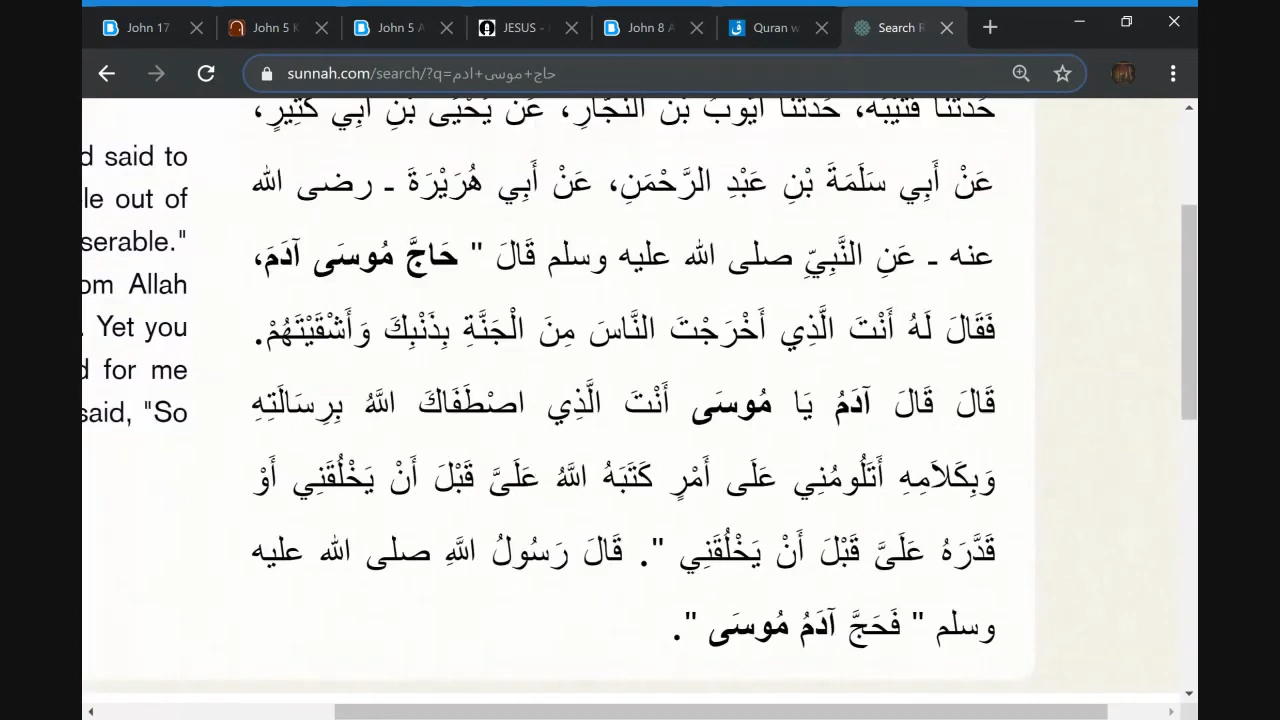 John 17
John 5 K
John 5 A
JESUS -
John 8 A
Quran w
Search R
sunnah.com/search/?q=حاج+موسى+ادم
حَدَّثَنَا قُتَيْبَةُ، حَدَّثَنَا أَيُّوبُ بْنُ النَّجَّارِ، عَنْ يَحْيَى بْنِ أَبِي كَثِيرٍ،
عَنْ أَبِي سَلَمَةَ بْنِ عَبْدِ الرَّحْمَنِ، عَنْ أَبِي هُرَيْرَةَ ـ رضى الله
عنه ـ عَنِ النَّبِيِّ صلى الله عليه وسلم قَالَ " حَاجَّ مُوسَى آدَمَ،
فَقَالَ لَهُ أَنْتَ الَّذِي أَخْرَجْتَ النَّاسَ مِنَ الْجَنَّةِ بِذَنْبِكَ وَأَشْقَيْتَهُمْ.
قَالَ قَالَ آدَمُ يَا مُوسَى أَنْتَ الَّذِي اصْطَفَاكَ اللَّهُ بِرِسَالَتِهِ
وَبِكَلاَمِهِ أَتَلُومُنِي عَلَى أَمْرٍ كَتَبَهُ اللَّهُ عَلَىَّ قَبْلَ أَنْ يَخْلُقَنِي أَوْ
قَدَّرَهُ عَلَىَّ قَبْلَ أَنْ يَخْلُقَنِي ". قَالَ رَسُولُ اللَّهِ صلى الله عليه
وسلم " فَحَجَّ آدَمُ مُوسَى ".
d said to
le out of
serable."
om Allah
. Yet you
d for me
said, "So